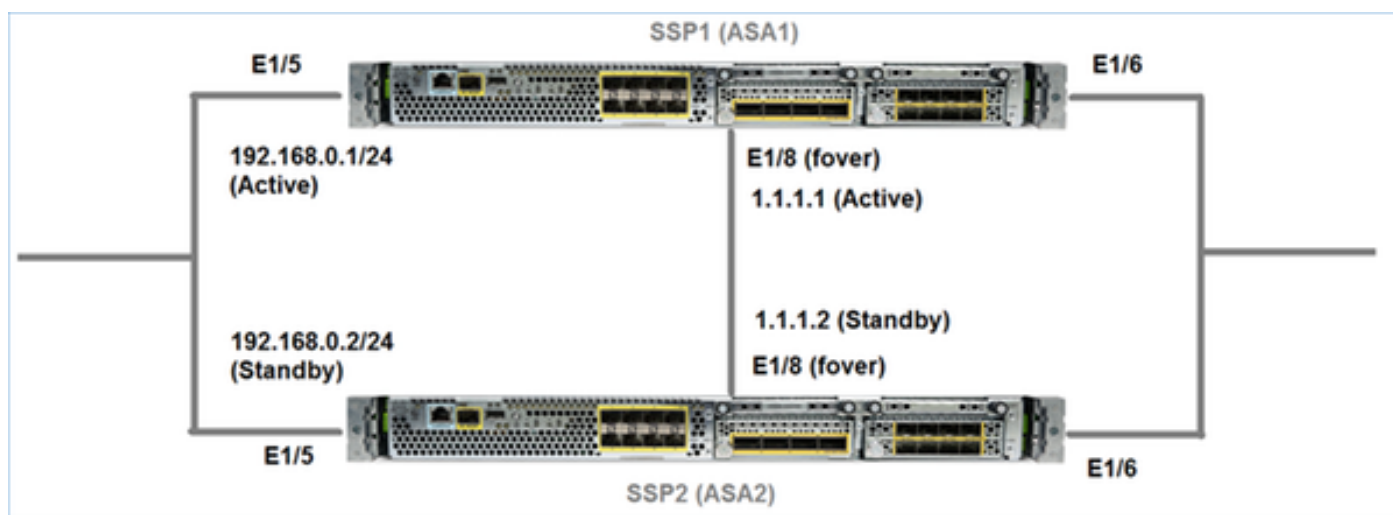 SSP1 (ASA1)
E1/5
E1/6
192.168.0.1/24
(Active)
E1/8 (fover)
1.1.1.1 (Active)
1.1.1.2 (Standby)
192.168.0.2/24
(Standby)
E1/8 (fover)
E1/5
E1/6
SSP2 (ASA2)